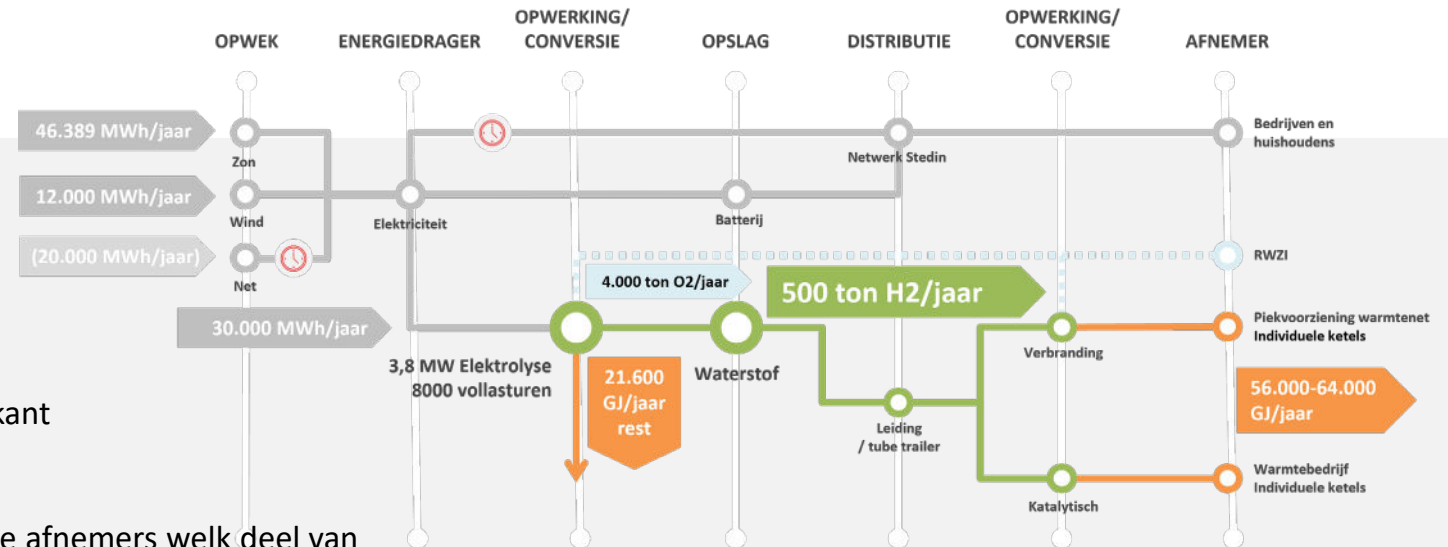 OPWEK
ENERGIEDRAGER
OPWERKING/
CONVERSIE
OPSLAG
DISTRIBUTIE
OPWERKING/
CONVERSIE
AFNEMER
46.389 MWh/jaar
Zon
Netwerk Stedin
Bedrijven en
huishoudens
12.000 MWh/jaar
Wind
Elektriciteit
Batterij
(20.000 MWh/jaar)
Net
RWZI
4.000 ton O2/jaar
500 ton H2/jaar
30.000 MWh/jaar
3,8 MW Elektrolyse
8000 vollasturen
21.600
GJ/jaar
rest
Waterstof
Verbranding
Piekvoorziening warmtenet
Individuele ketels
56.000-64.000
GJ/jaar
Leiding
/ tube trailer
Katalytisch
Warmtebedrijf
Individuele ketels
kant
e afnemers welk deel van